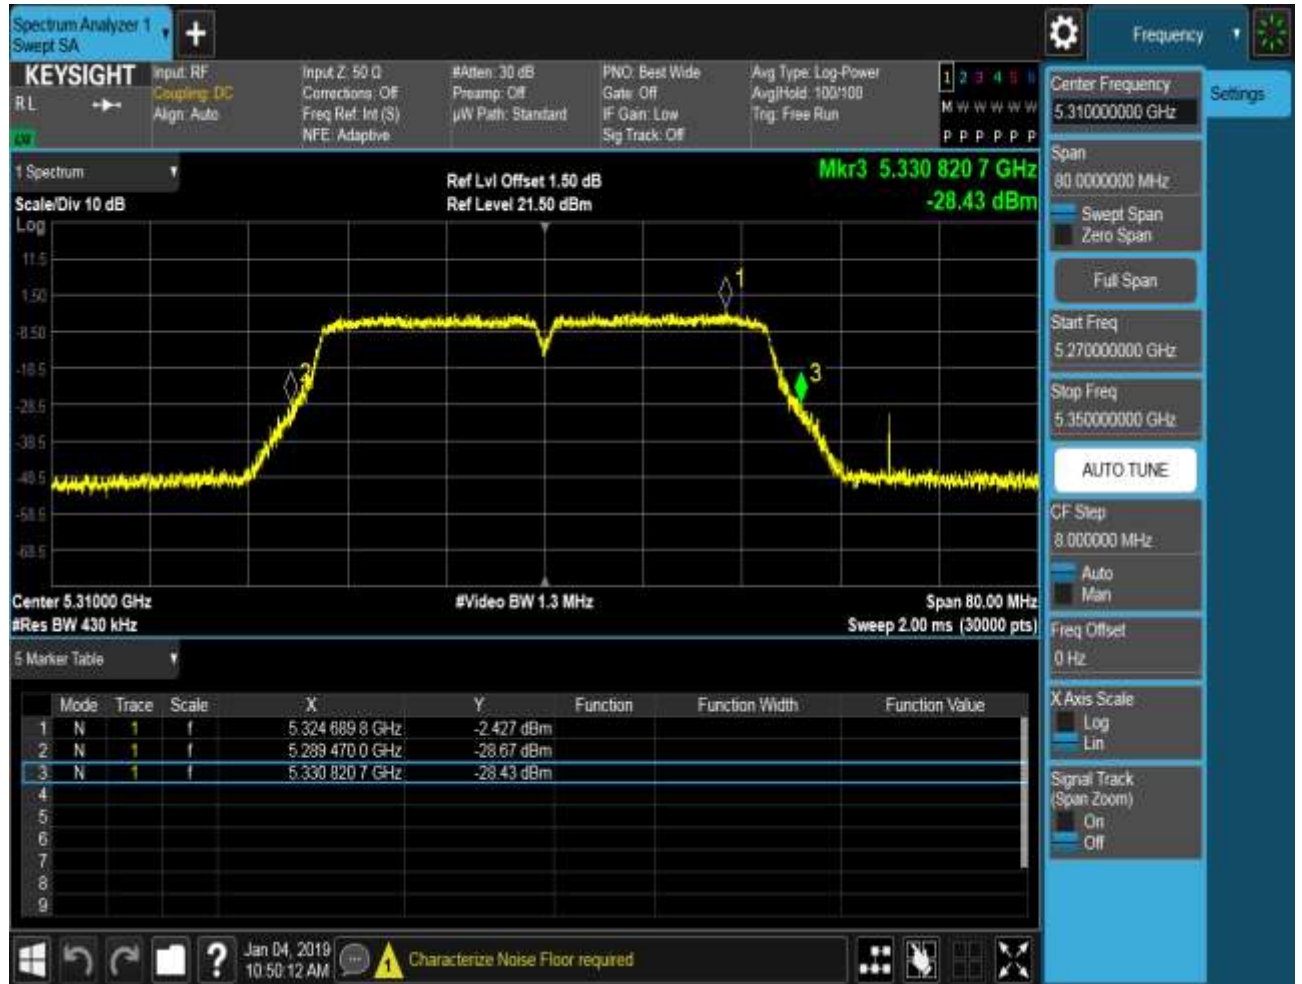 Spectrum Analyzer 1
Swept SA
+
Frequency
KEYSIGHT
RL
Input: RF
Coupling: DC
Align: Auto
Input Z: 50 Ω
Corrections: Off
Freq Ref: Int (S)
NFE: Adaptive
#Atten: 30 dB
Preamp: Off
µW Path: Standard
PNO: Best Wide
Gate: Off
IF Gain: Low
Sig Track: Off
Avg Type: Log-Power
Avg|Hold: 100/100
Trig: Free Run
1 2 3 4 5 6
M W W W W W
P P P P P P
1 Spectrum
Scale/Div 10 dB
Log
Ref Lvl Offset 1.50 dB
Ref Level 21.50 dBm
Mkr3 5.330 820 7 GHz
-28.43 dBm
11.5
1.50
-8.50
-18.5
-28.5
-38.5
-48.5
-58.5
-68.5
1
2
3
Center 5.31000 GHz
#Res BW 430 kHz
#Video BW 1.3 MHz
Span 80.00 MHz
Sweep 2.00 ms (30000 pts)
5 Marker Table
Mode Trace Scale X Y Function Function Width Function Value
1 N 1 f 5.324 689 8 GHz -2.427 dBm
2 N 1 f 5.289 470 0 GHz -28.67 dBm
3 N 1 f 5.330 820 7 GHz -28.43 dBm
4
5
6
7
8
9
Center Frequency
5.310000000 GHz
Settings
Span
80.0000000 MHz
Swept Span
Zero Span
Full Span
Start Freq
5.270000000 GHz
Stop Freq
5.350000000 GHz
AUTO TUNE
CF Step
8.000000 MHz
Auto
Man
Freq Offset
0 Hz
X Axis Scale
Log
Lin
Signal Track
(Span Zoom)
On
Off
?
Jan 04, 2019
10:50:12 AM
1
Characterize Noise Floor required